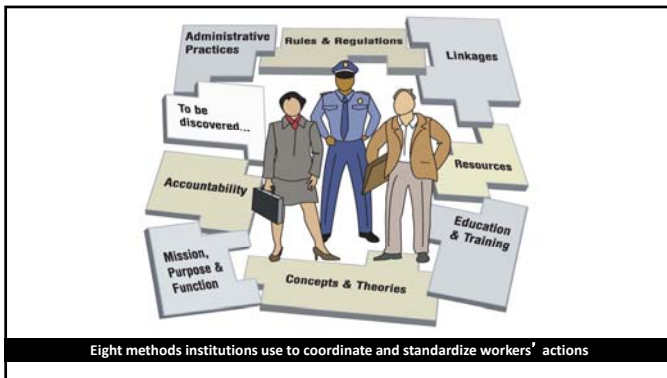 Administrative
Practices
Rules & Regulations
Linkages
To be
discovered...
Resources
Accountability
Education
& Training
Mission,
Purpose &
Function
Concepts & Theories
Eight methods institutions use to coordinate and standardize workers’ actions